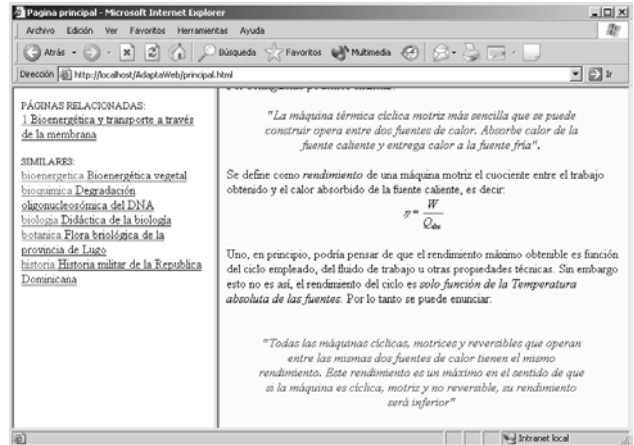 Pagina principal - Microsoft Internet Explorer
Archivo Edición Ver Favoritos Herramientas Ayuda
Atrás Búsqueda Favoritos Multimedia
Dirección http://localhost/AdaptaWeb/principal.html Ir
PÁGINAS RELACIONADAS:
1 Bioenergética y transporte a través
de la membrana
SIMILARES:
bioenergetica Bioenergética vegetal
bioquimica Degradación
oligonucleosómica del DNA
biologia Didáctica de la biología
botanica Flora briológica de la
provincia de Lugo
historia Historia militar de la Republica
Dominicana
"La máquina térmica cíclica motriz más sencilla que se puede
construir opera entre dos fuentes de calor. Absorbe calor de la
fuente caliente y entrega calor a la fuente fría".
Se define como rendimiento de una máquina motriz el cuociente entre el trabajo
obtenido y el calor absorbido de la fuente caliente, es decir:
η = W / Q_abs
Uno, en principio, podría pensar de que el rendimiento máximo obtenible es función
del ciclo empleado, del fluido de trabajo u otras propiedades técnicas. Sin embargo
esto no es así, el rendimiento del ciclo es solo función de la Temperatura
absoluta de las fuentes. Por lo tanto se puede enunciar:
"Todas las máquinas cíclicas, motrices y reversibles que operan
entre las mismas dos fuentes de calor tienen el mismo
rendimiento. Este rendimiento es un máximo en el sentido de que
si la máquina es cíclica, motriz y no reversible, su rendimiento
será inferior"
Intranet local